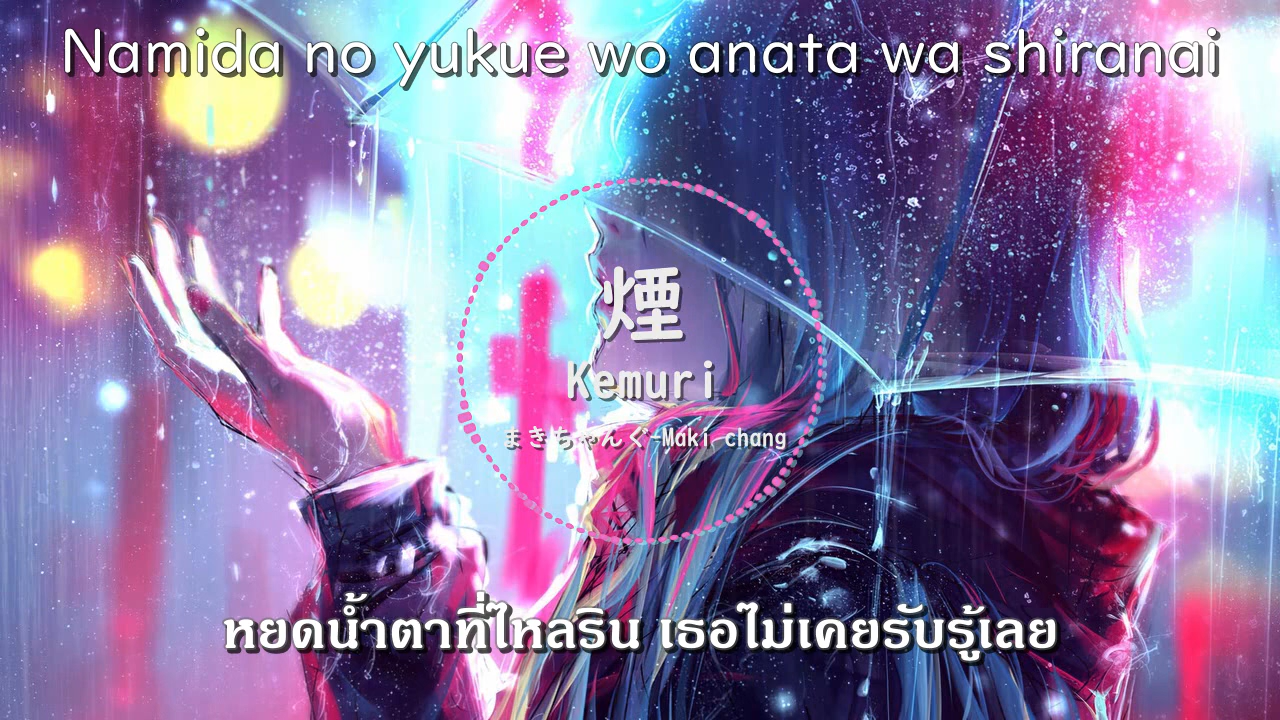 Namida no yukue wo anata wa shiranai
煙
Kemuri
まきちゃんぐ-Maki chang
หยดน้ำตาที่ไหลริน เธอไม่เคยรับรู้เลย